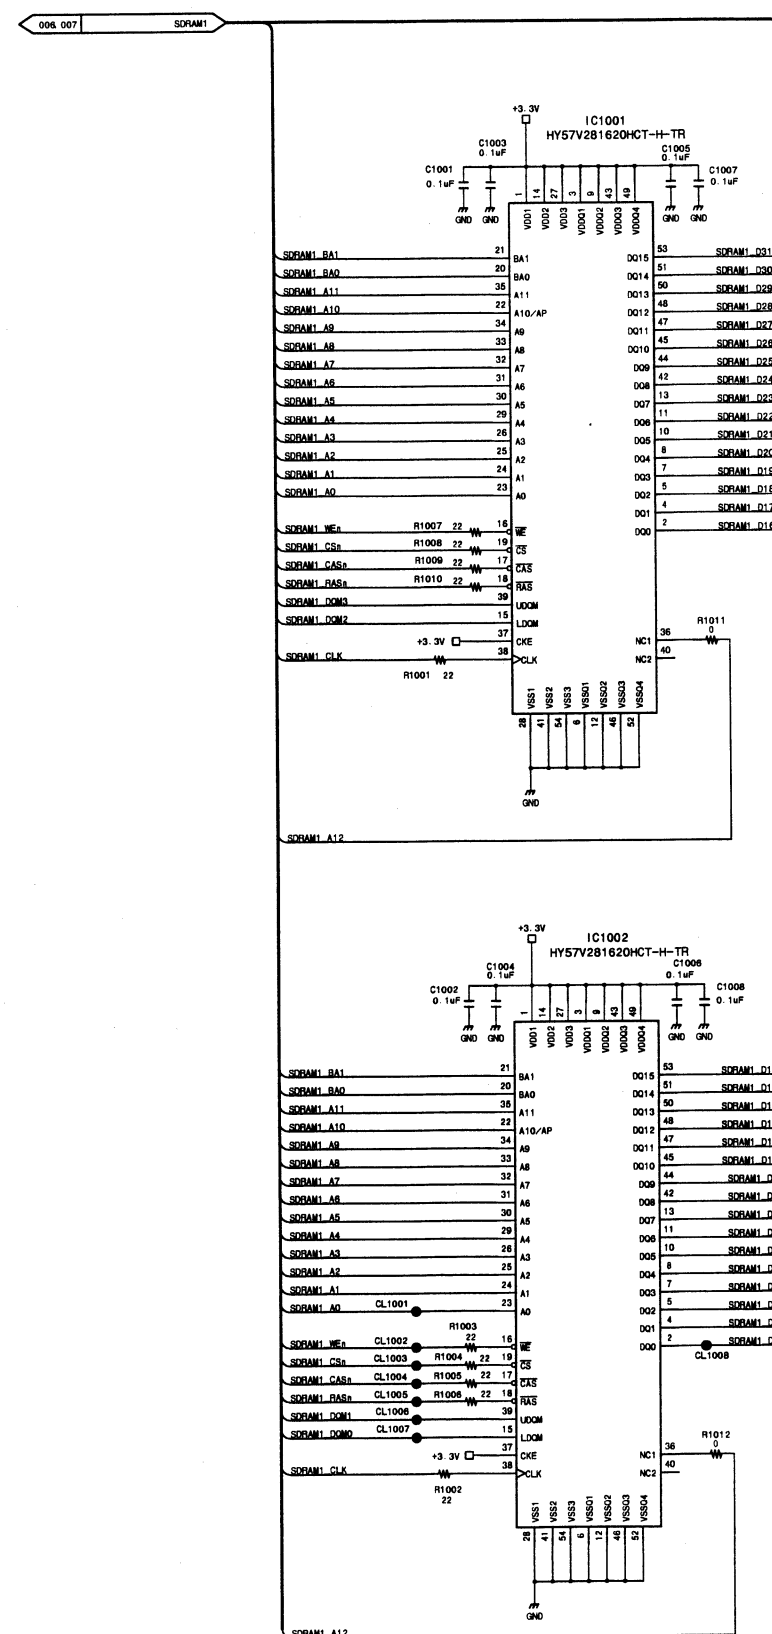 006. 007 SDRAM1
+3. 3V
IC1001
HY57V281620HCT-H-TR
C1003 0. 1uF
C1005 0. 1uF
C1001 0. 1uF
C1007 0. 1uF
GND GND GND GND
1 14 27 3 9 43 49
VDD1 VDD2 VDD3 VDDQ1 VDDQ2 VDDQ3 VDDQ4
SDRAM1_BA1 21 BA1 DQ15 53 SDRAM1_D31
SDRAM1_BA0 20 BA0 DQ14 51 SDRAM1_D30
SDRAM1_A11 35 A11 DQ13 50 SDRAM1_D29
SDRAM1_A10 22 A10/AP DQ12 48 SDRAM1_D28
SDRAM1_A9 34 A9 DQ11 47 SDRAM1_D27
SDRAM1_A8 33 A8 DQ10 45 SDRAM1_D26
SDRAM1_A7 32 A7 DQ9 44 SDRAM1_D25
SDRAM1_A6 31 A6 DQ8 42 SDRAM1_D24
SDRAM1_A5 30 A5 DQ7 13 SDRAM1_D23
SDRAM1_A4 29 A4 DQ6 11 SDRAM1_D22
SDRAM1_A3 26 A3 DQ5 10 SDRAM1_D21
SDRAM1_A2 25 A2 DQ4 8 SDRAM1_D20
SDRAM1_A1 24 A1 DQ3 7 SDRAM1_D19
SDRAM1_A0 23 A0 DQ2 5 SDRAM1_D18
DQ1 4 SDRAM1_D17
SDRAM1_WEn R1007 22 16 WE DQ0 2 SDRAM1_D16
SDRAM1_CSn R1008 22 19 CS
SDRAM1_CASn R1009 22 17 CAS
SDRAM1_RASn R1010 22 18 RAS
SDRAM1_DQM3 39 UDQM
SDRAM1_DQM2 15 LDQM
R1011 0
+3. 3V 37 CKE NC1 36
SDRAM1_CLK 38 CLK NC2 40
R1001 22
VSS1 VSS2 VSS3 VSSQ1 VSSQ2 VSSQ3 VSSQ4
28 41 54 6 12 46 52
GND
SDRAM1_A12
+3. 3V
IC1002
HY57V281620HCT-H-TR
C1004 0. 1uF
C1006 0. 1uF
C1002 0. 1uF
C1008 0. 1uF
GND GND GND GND
1 14 27 3 9 43 49
VDD1 VDD2 VDD3 VDDQ1 VDDQ2 VDDQ3 VDDQ4
SDRAM1_BA1 21 BA1 DQ15 53 SDRAM1_D1
SDRAM1_BA0 20 BA0 DQ14 51 SDRAM1_D1
SDRAM1_A11 35 A11 DQ13 50 SDRAM1_D1
SDRAM1_A10 22 A10/AP DQ12 48 SDRAM1_D1
SDRAM1_A9 34 A9 DQ11 47 SDRAM1_D1
SDRAM1_A8 33 A8 DQ10 45 SDRAM1_D1
SDRAM1_A7 32 A7 DQ9 44 SDRAM1_D
SDRAM1_A6 31 A6 DQ8 42 SDRAM1_D
SDRAM1_A5 30 A5 DQ7 13 SDRAM1_D
SDRAM1_A4 29 A4 DQ6 11 SDRAM1_D
SDRAM1_A3 26 A3 DQ5 10 SDRAM1_D
SDRAM1_A2 25 A2 DQ4 8 SDRAM1_D
SDRAM1_A1 24 A1 DQ3 7 SDRAM1_D
SDRAM1_A0 CL1001 23 A0 DQ2 5 SDRAM1_D
DQ1 4 SDRAM1_D
SDRAM1_WEn CL1002 R1003 22 16 WE DQ0 2 CL1008 SDRAM1_D
SDRAM1_CSn CL1003 R1004 22 19 CS
SDRAM1_CASn CL1004 R1005 22 17 CAS
SDRAM1_RASn CL1005 R1006 22 18 RAS
SDRAM1_DQM1 CL1006 39 UDQM
SDRAM1_DQM0 CL1007 15 LDQM
R1012 0
+3. 3V 37 CKE NC1 36
SDRAM1_CLK 38 CLK NC2 40
R1002 22
VSS1 VSS2 VSS3 VSSQ1 VSSQ2 VSSQ3 VSSQ4
28 41 54 6 12 46 52
GND
SDRAM1_A12